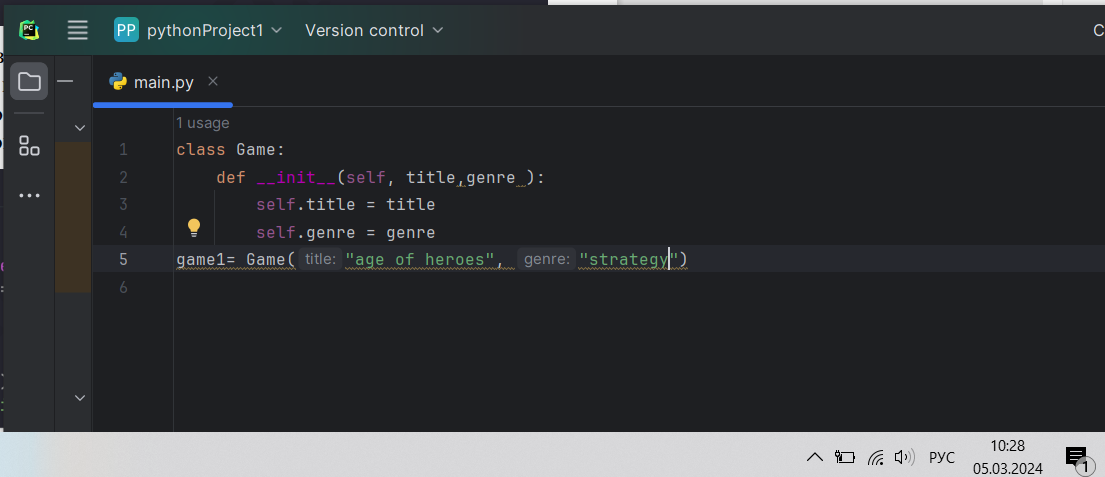 PC
PP pythonProject1 Version control C
main.py
1 usage
1 class Game:
2 def __init__(self, title,genre ):
3 self.title = title
4 self.genre = genre
5 game1= Game( title: "age of heroes", genre: "strategy")
6
РУС
10:28
05.03.2024
1